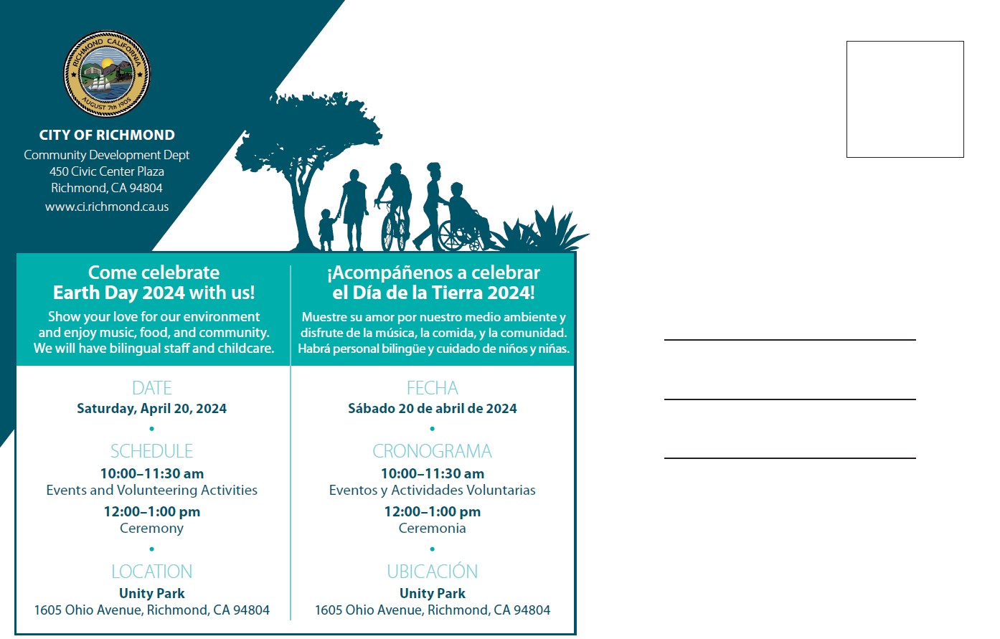 RICHMOND CALIFORNIA
AUGUST 7th 1905
CITY OF RICHMOND
Community Development Dept
450 Civic Center Plaza
Richmond, CA 94804
www.ci.richmond.ca.us
Come celebrate
Earth Day 2024 with us!
Show your love for our environment
and enjoy music, food, and community.
We will have bilingual staff and childcare.
DATE
Saturday, April 20, 2024
•
SCHEDULE
10:00–11:30 am
Events and Volunteering Activities
12:00–1:00 pm
Ceremony
•
LOCATION
Unity Park
1605 Ohio Avenue, Richmond, CA 94804
¡Acompáñenos a celebrar
el Día de la Tierra 2024!
Muestre su amor por nuestro medio ambiente y
disfrute de la música, la comida, y la comunidad.
Habrá personal bilingüe y cuidado de niños y niñas.
FECHA
Sábado 20 de abril de 2024
•
CRONOGRAMA
10:00–11:30 am
Eventos y Actividades Voluntarias
12:00–1:00 pm
Ceremonia
•
UBICACIÓN
Unity Park
1605 Ohio Avenue, Richmond, CA 94804